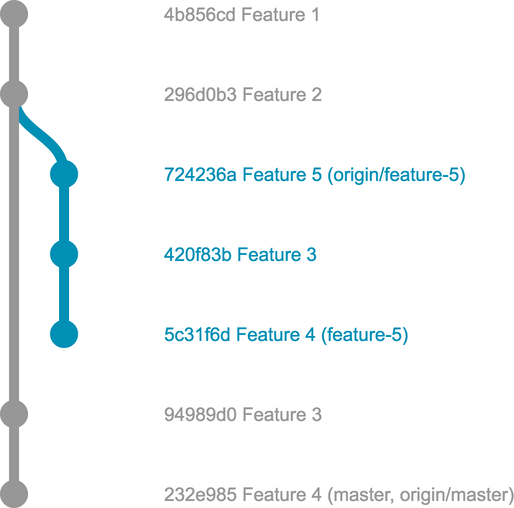 4b856cd Feature 1
296d0b3 Feature 2
724236a Feature 5 (origin/feature-5)
420f83b Feature 3
5c31f6d Feature 4 (feature-5)
94989d0 Feature 3
232e985 Feature 4 (master, origin/master)